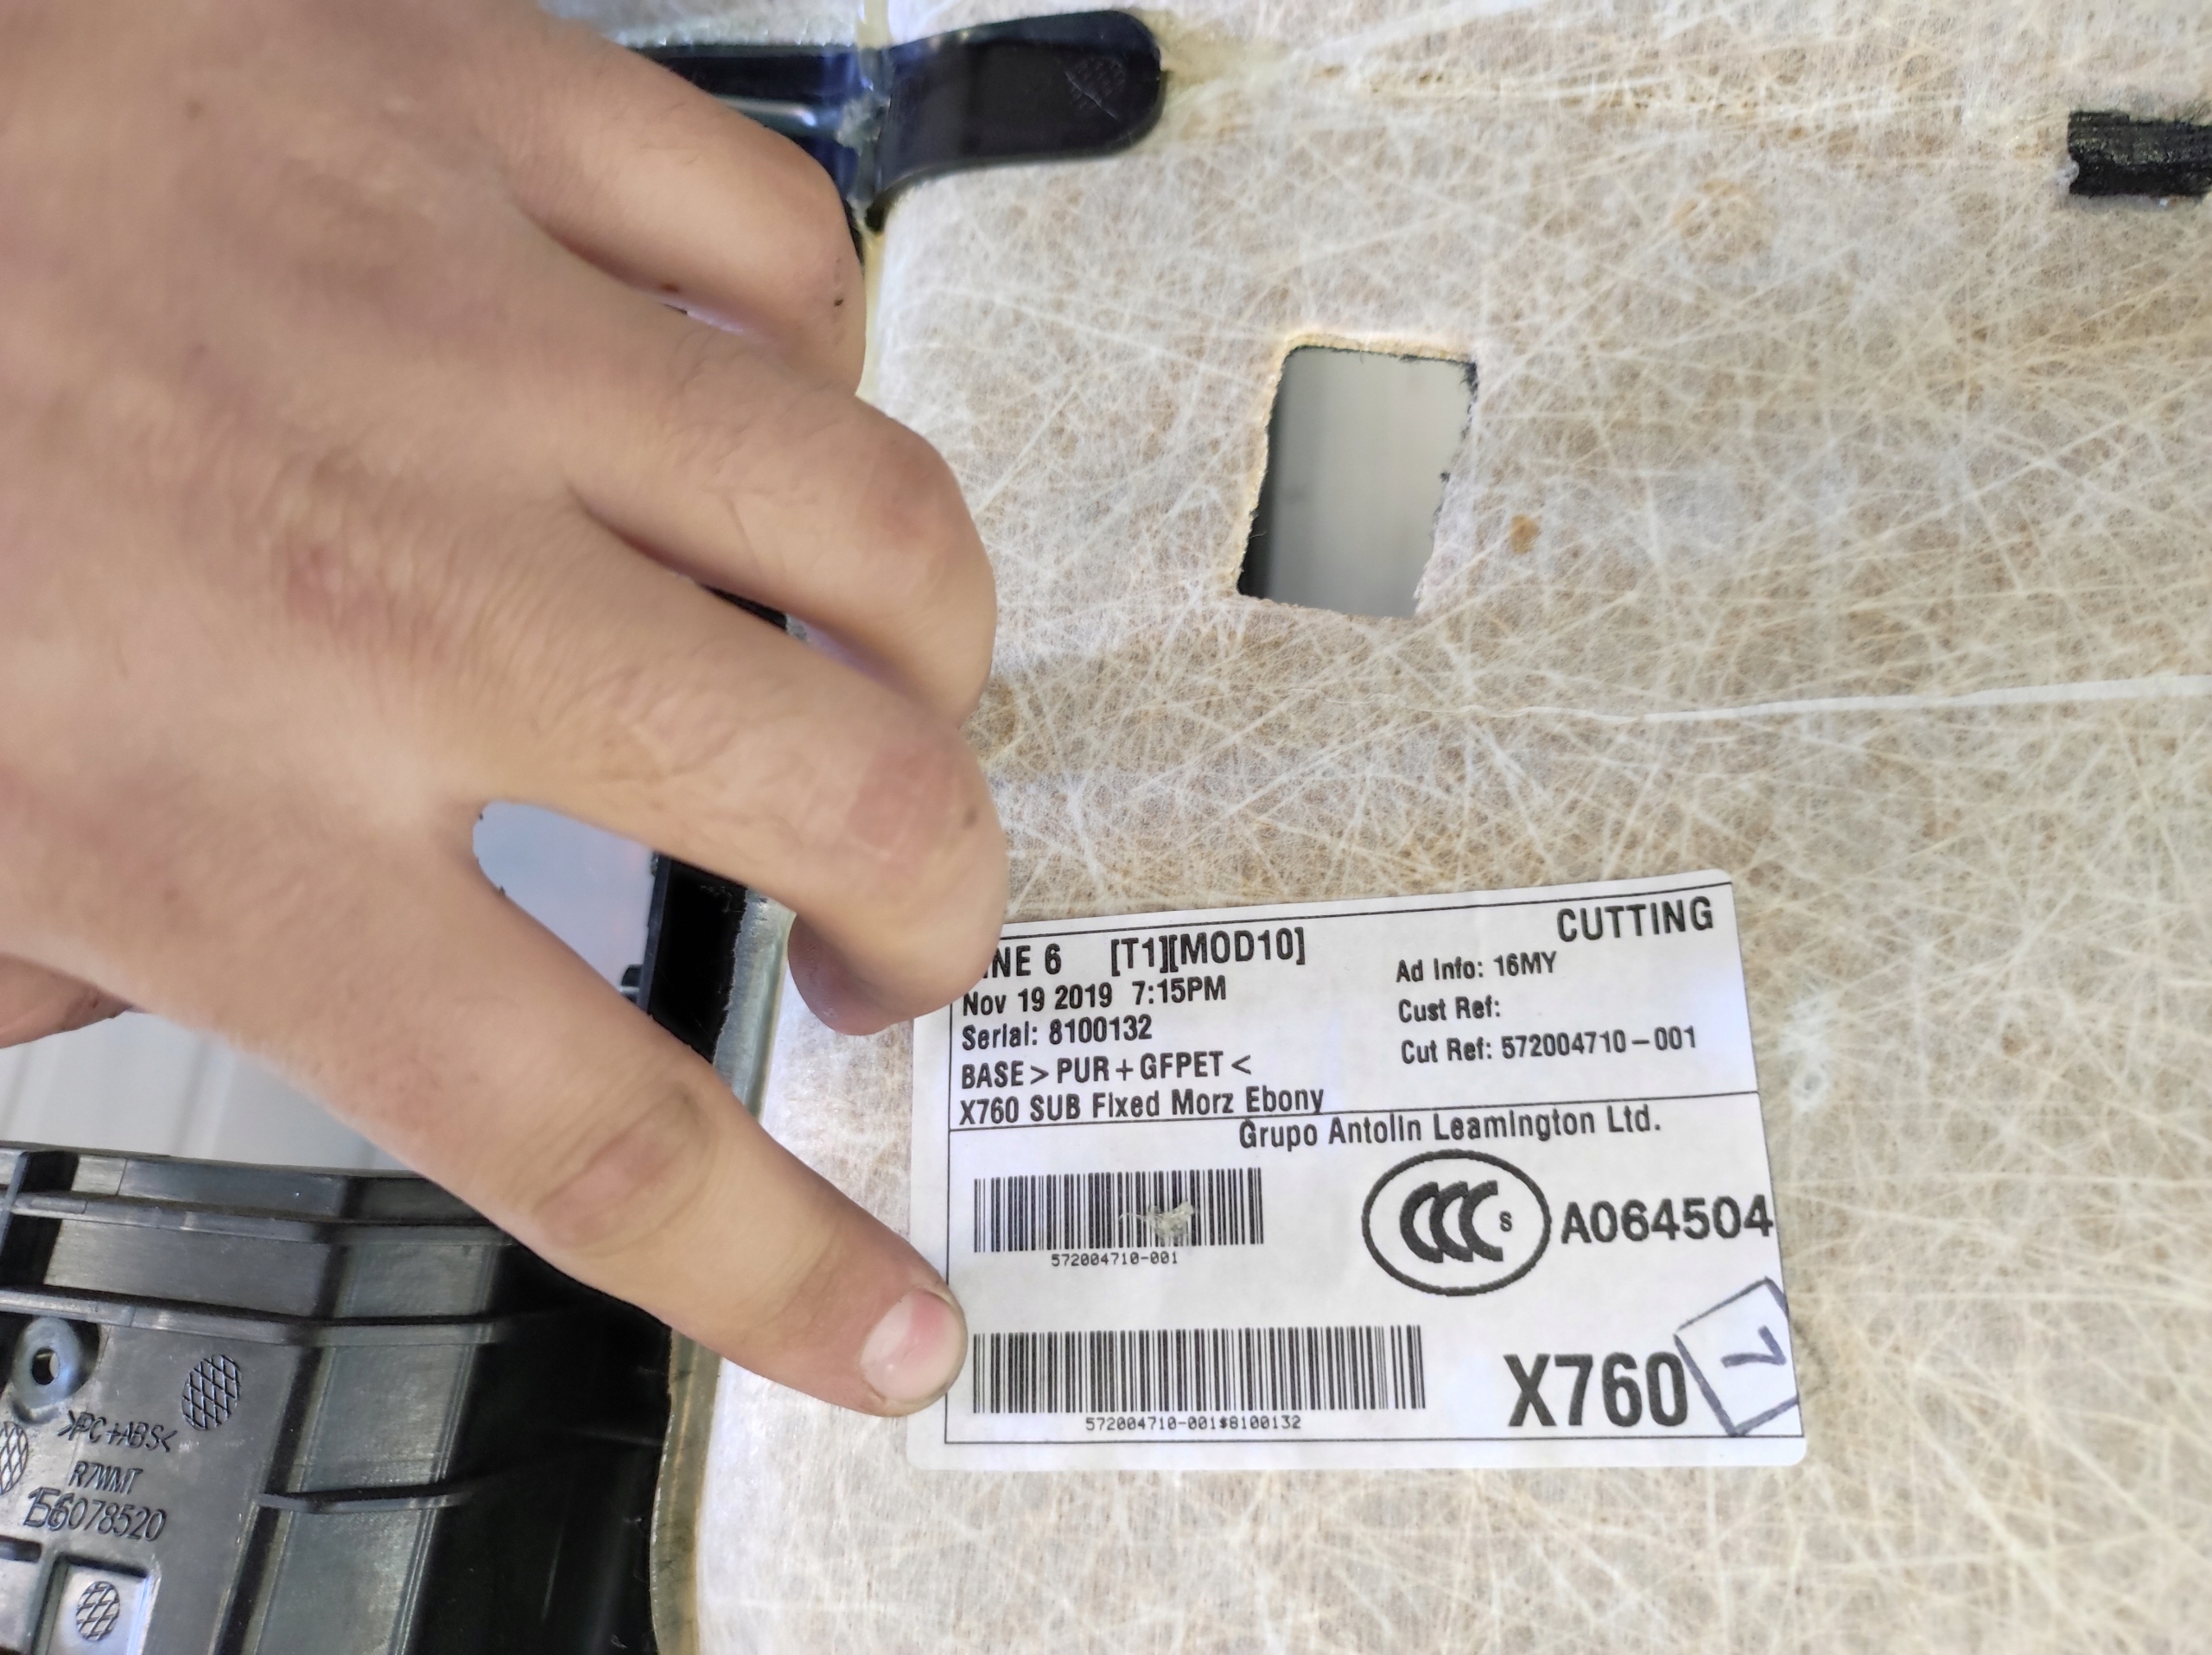 NE 6 [T1][MOD10]
CUTTING
Nov 19 2019 7:15PM
Ad Info: 16MY
Serial: 8100132
Cust Ref:
BASE > PUR + GFPET <
Cut Ref: 572004710-001
X760 SUB Fixed Morz Ebony
Grupo Antolin Leamington Ltd.
572004710-001
CCC S A064504
572004710-001$8100132
X760
7
>PC+ABS<
R7WMT
156078520